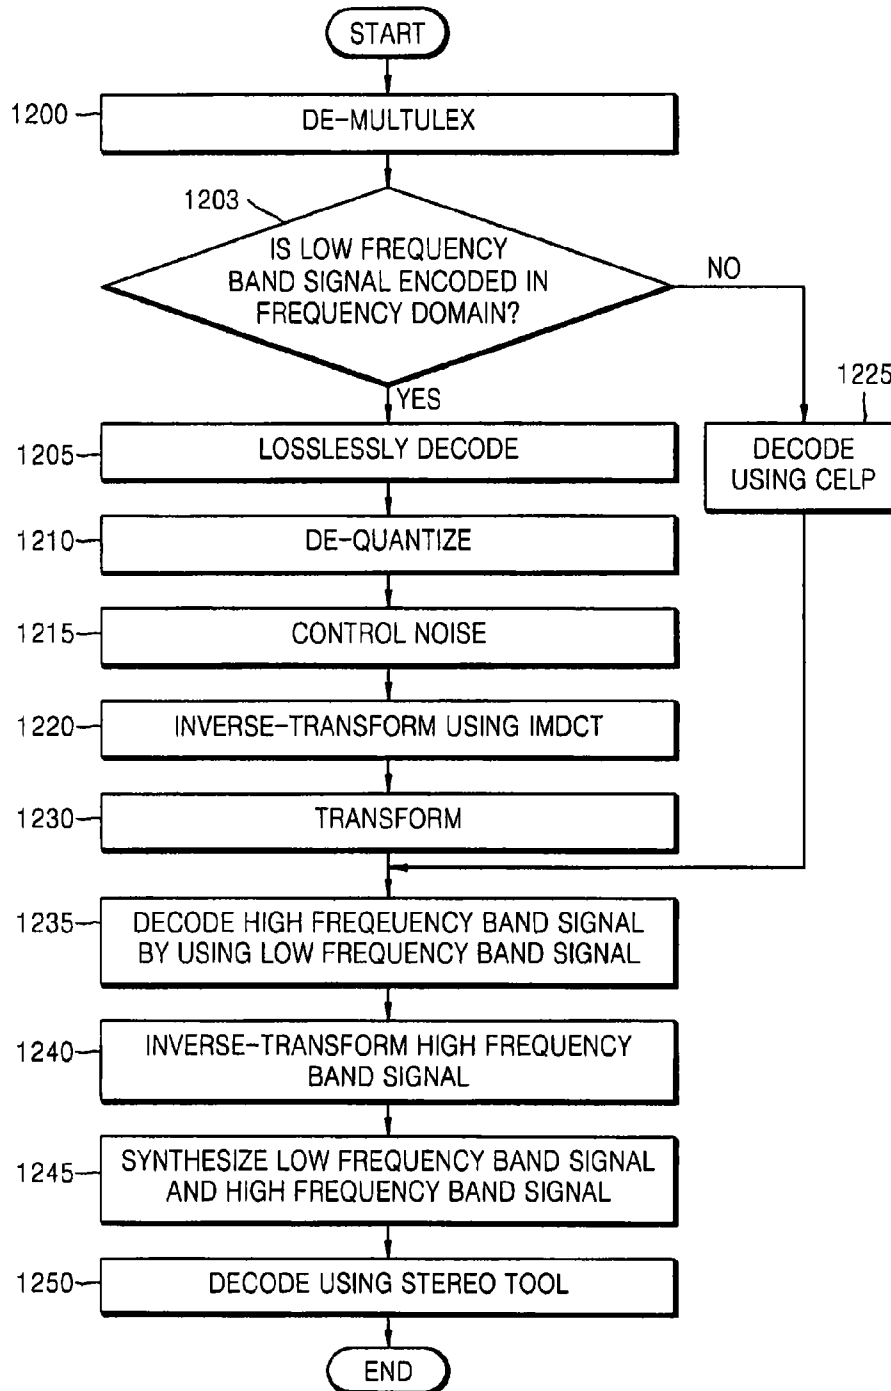 START
1200
DE-MULTULEX
1203
IS LOW FREQUENCY
BAND SIGNAL ENCODED IN
FREQUENCY DOMAIN?
NO
YES
1225
DECODE
USING CELP
1205
LOSSLESSLY DECODE
1210
DE-QUANTIZE
1215
CONTROL NOISE
1220
INVERSE-TRANSFORM USING IMDCT
1230
TRANSFORM
1235
DECODE HIGH FREQEUENCY BAND SIGNAL
BY USING LOW FREQUENCY BAND SIGNAL
1240
INVERSE-TRANSFORM HIGH FREQUENCY
BAND SIGNAL
1245
SYNTHESIZE LOW FREQUENCY BAND SIGNAL
AND HIGH FREQUENCY BAND SIGNAL
1250
DECODE USING STEREO TOOL
END